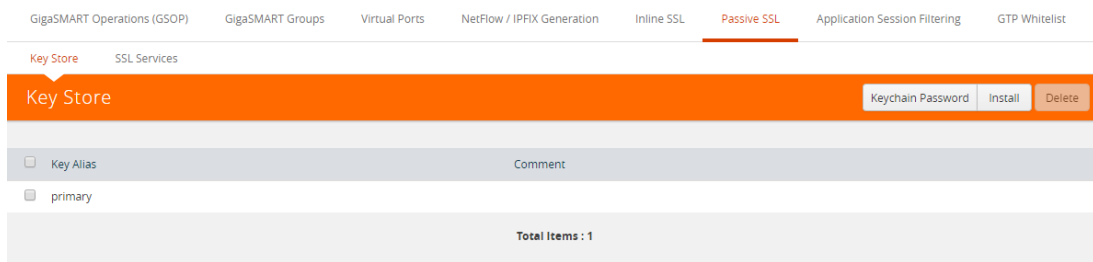 GigaSMART Operations (GSOP) GigaSMART Groups Virtual Ports NetFlow / IPFIX Generation Inline SSL Passive SSL Application Session Filtering GTP Whitelist
Key Store SSL Services
Key Store Keychain Password Install Delete
Key Alias Comment
primary
Total Items : 1